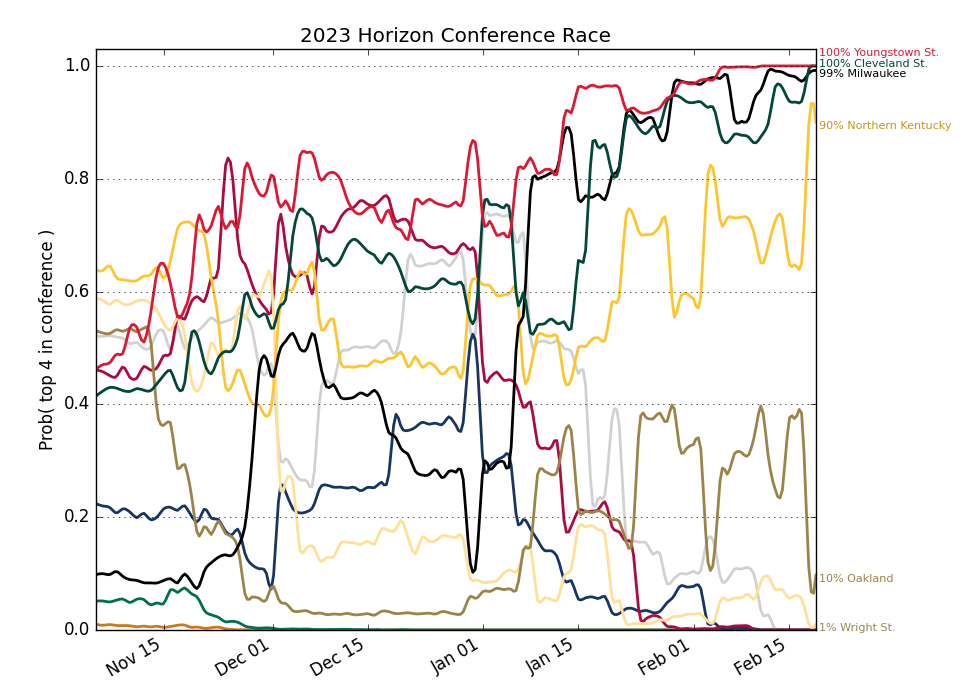 2023 Horizon Conference Race
Prob( top 4 in conference )
1.0
0.8
0.6
0.4
0.2
0.0
Nov 15
Dec 01
Dec 15
Jan 01
Jan 15
Feb 01
Feb 15
100% Youngstown St.
100% Cleveland St.
99% Milwaukee
90% Northern Kentucky
10% Oakland
1% Wright St.